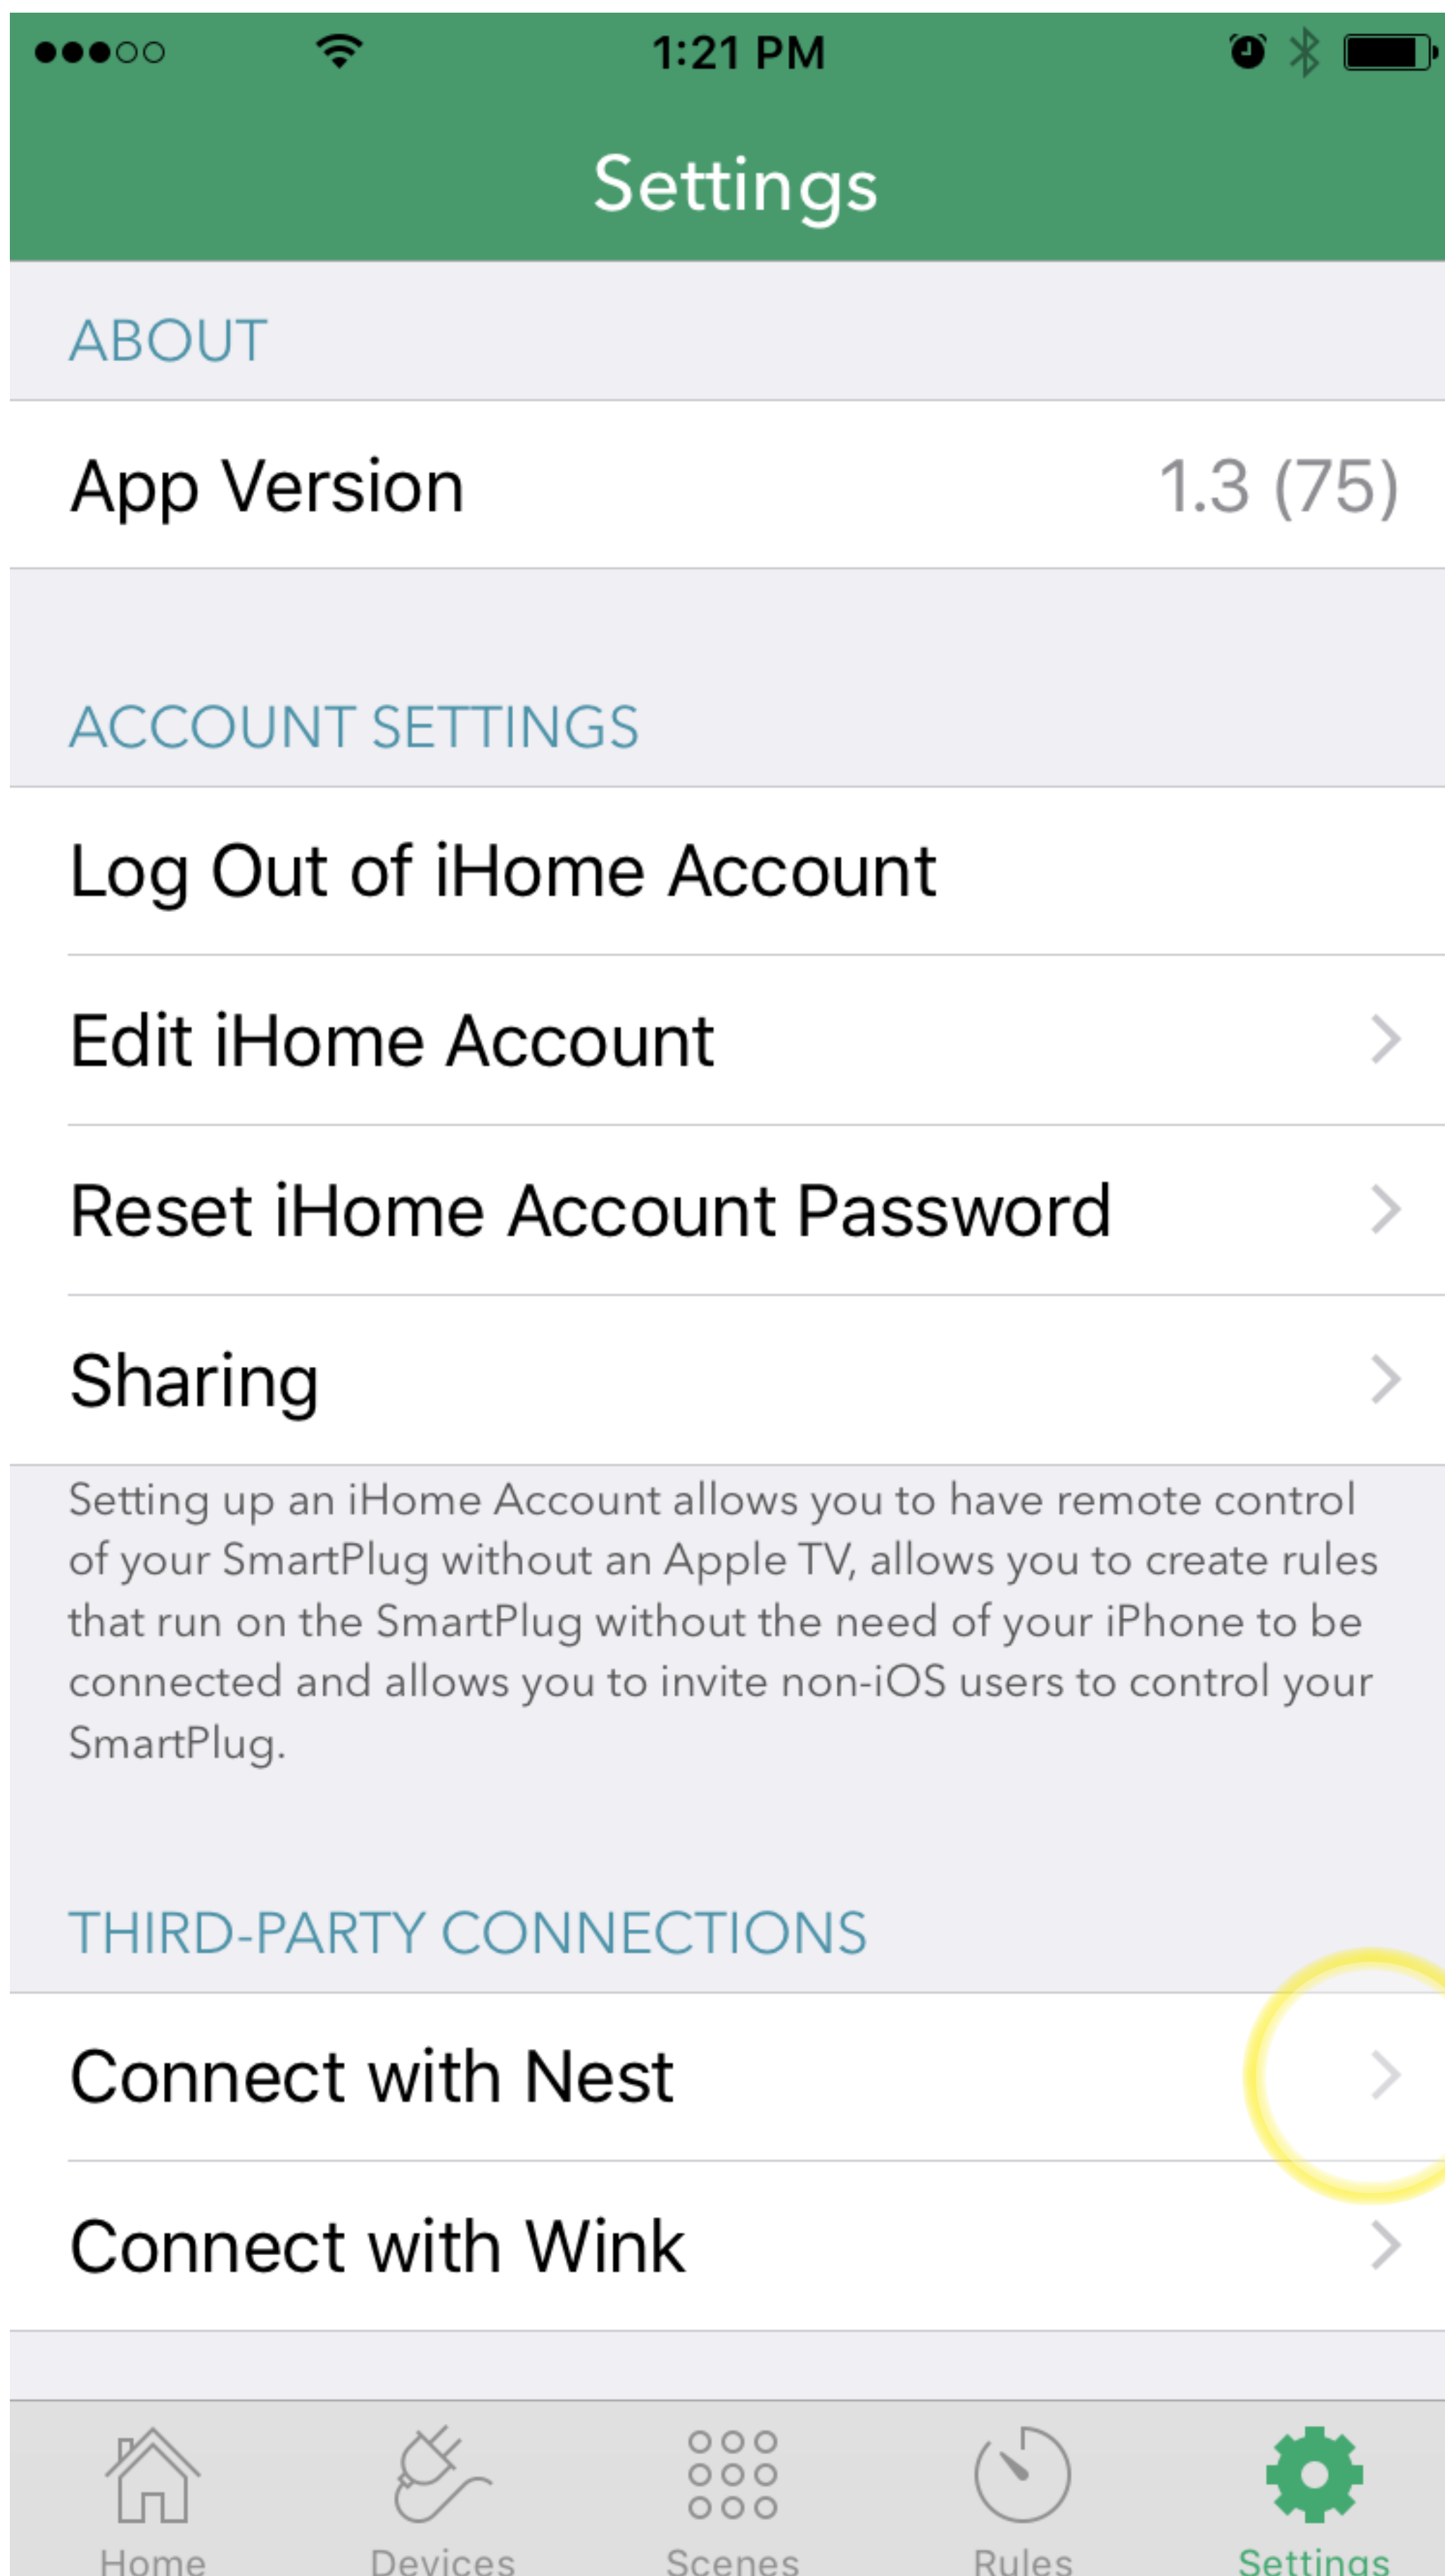 1:21 PM
Settings
ABOUT
App Version 1.3 (75)
ACCOUNT SETTINGS
Log Out of iHome Account
Edit iHome Account
Reset iHome Account Password
Sharing
Setting up an iHome Account allows you to have remote control
of your SmartPlug without an Apple TV, allows you to create rules
that run on the SmartPlug without the need of your iPhone to be
connected and allows you to invite non-iOS users to control your
SmartPlug.
THIRD-PARTY CONNECTIONS
Connect with Nest
Connect with Wink
Home Devices Scenes Rules Settings